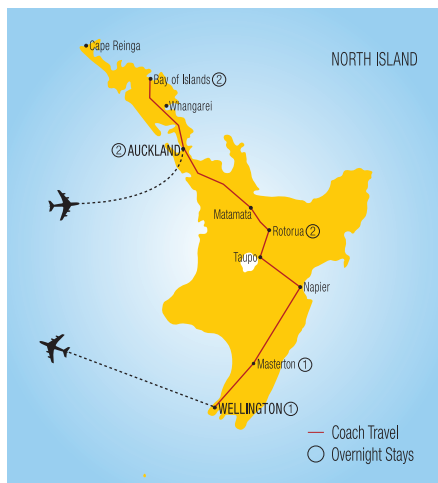 Cape Reinga
NORTH ISLAND
Bay of Islands ②
Whangarei
② AUCKLAND
Matamata
Rotorua ②
Taupo
Napier
Masterton ①
WELLINGTON ①
Coach Travel
Overnight Stays